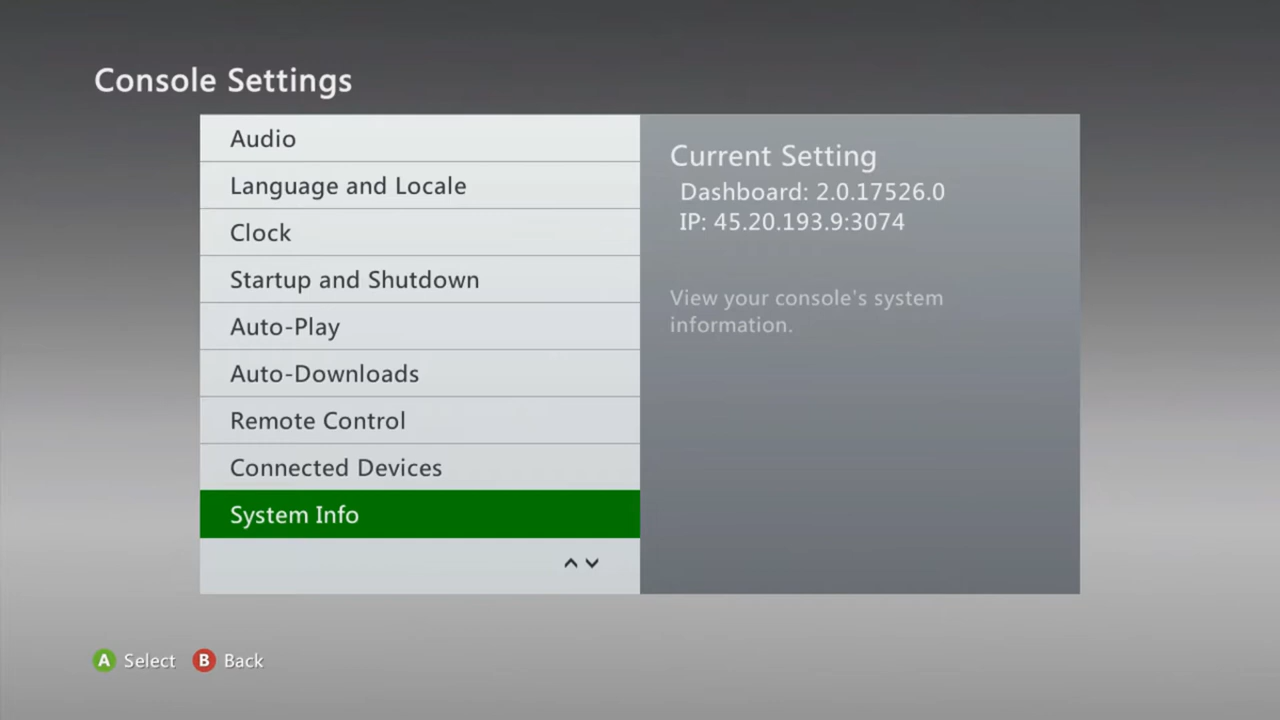 Console Settings
Audio
Language and Locale
Clock
Startup and Shutdown
Auto-Play
Auto-Downloads
Remote Control
Connected Devices
System Info
Current Setting
Dashboard: 2.0.17526.0
IP: 45.20.193.9:3074
View your console's system
information.
A Select B Back